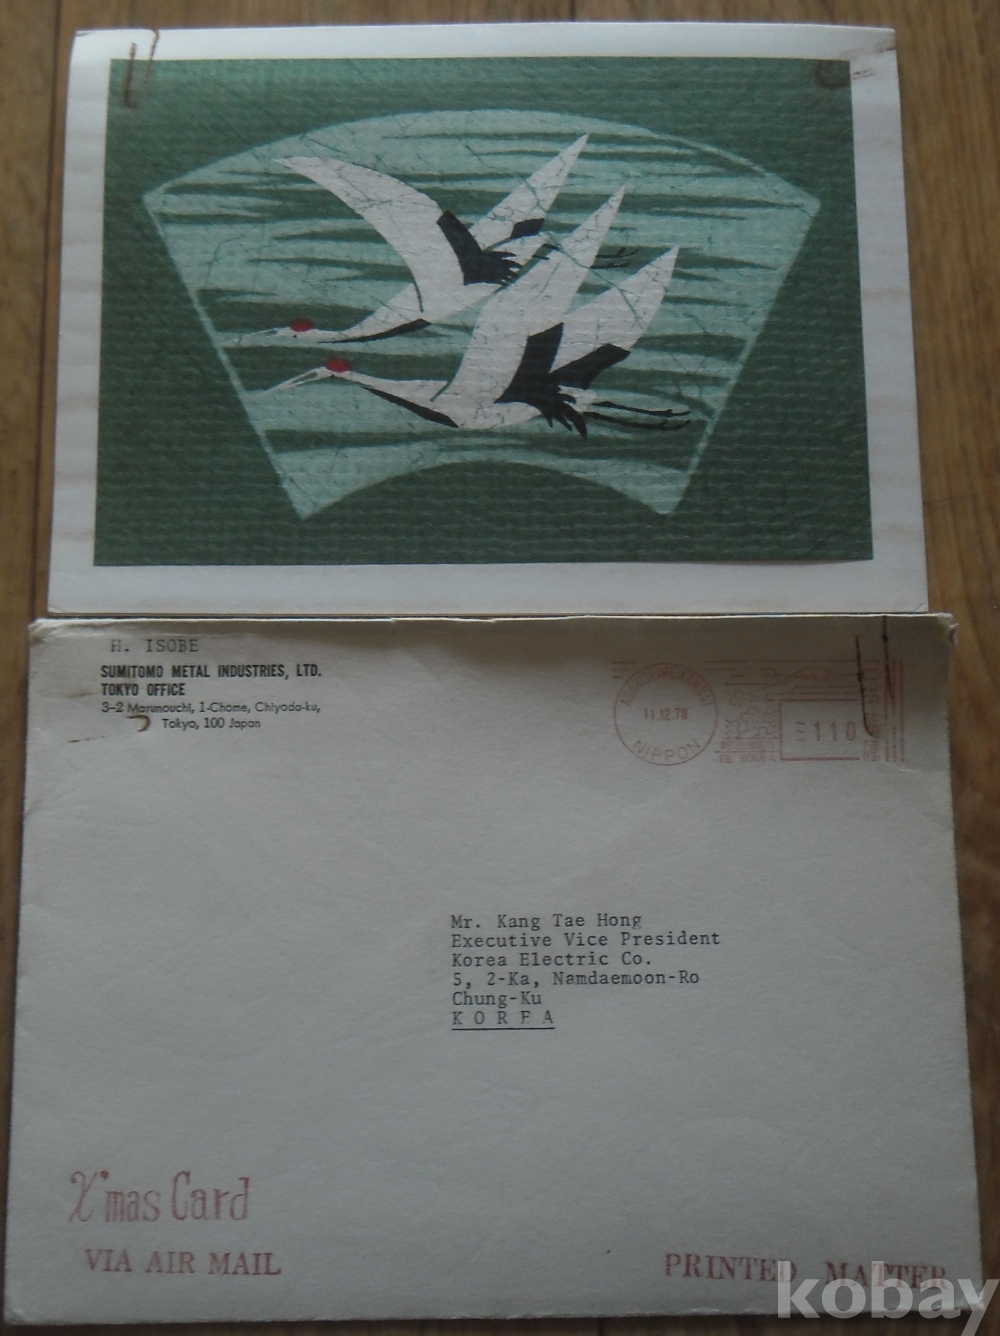 H. ISOBE
SUMITOMO METAL INDUSTRIES, LTD.
TOKYO OFFICE
3-2 Marunouchi, 1-Chome, Chiyoda-ku,
Tokyo, 100 Japan
11.12.78
NIPPON
110
Mr. Kang Tae Hong
Executive Vice President
Korea Electric Co.
5, 2-Ka, Namdaemoon-Ro
Chung-Ku
K O R E A
X'mas Card
VIA AIR MAIL
PRINTED MATTER
kobay